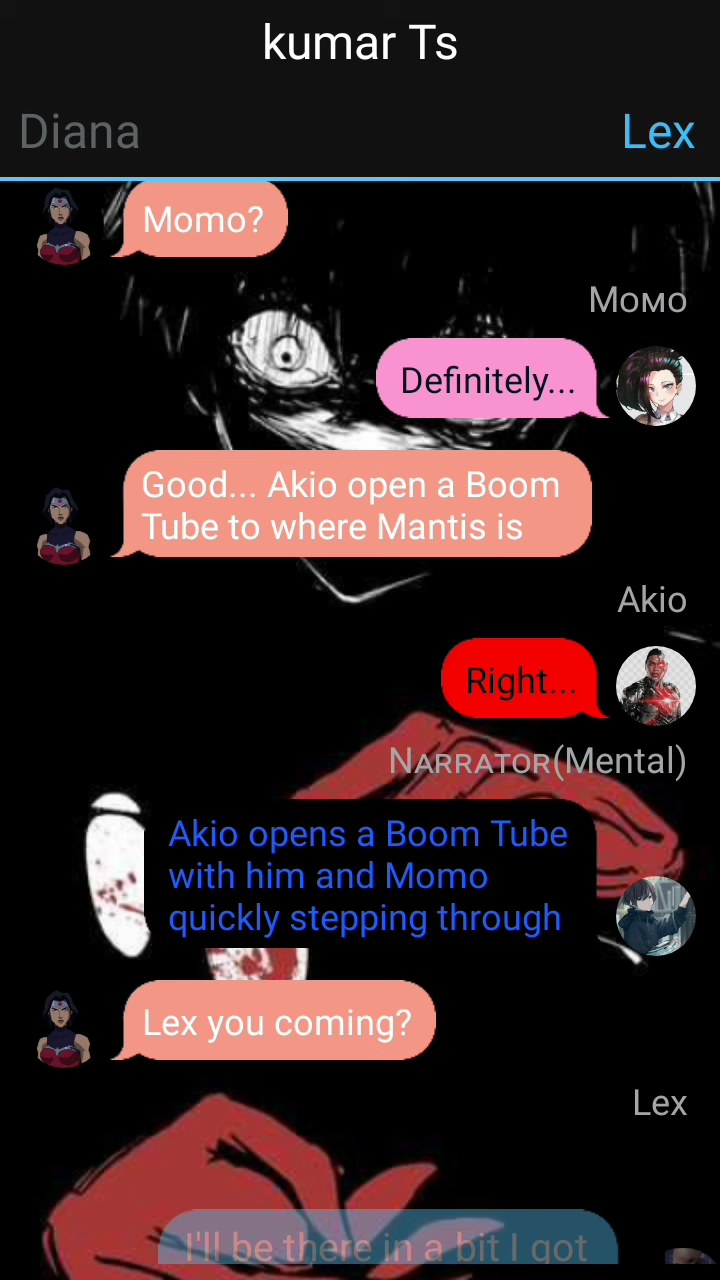 kumar Ts
Diana
Lex
Momo?
Momo
Definitely...
Good... Akio open a Boom
Tube to where Mantis is
Akio
Right...
Narrator(Mental)
Akio opens a Boom Tube
with him and Momo
quickly stepping through
Lex you coming?
Lex
I'll be there in a bit I got